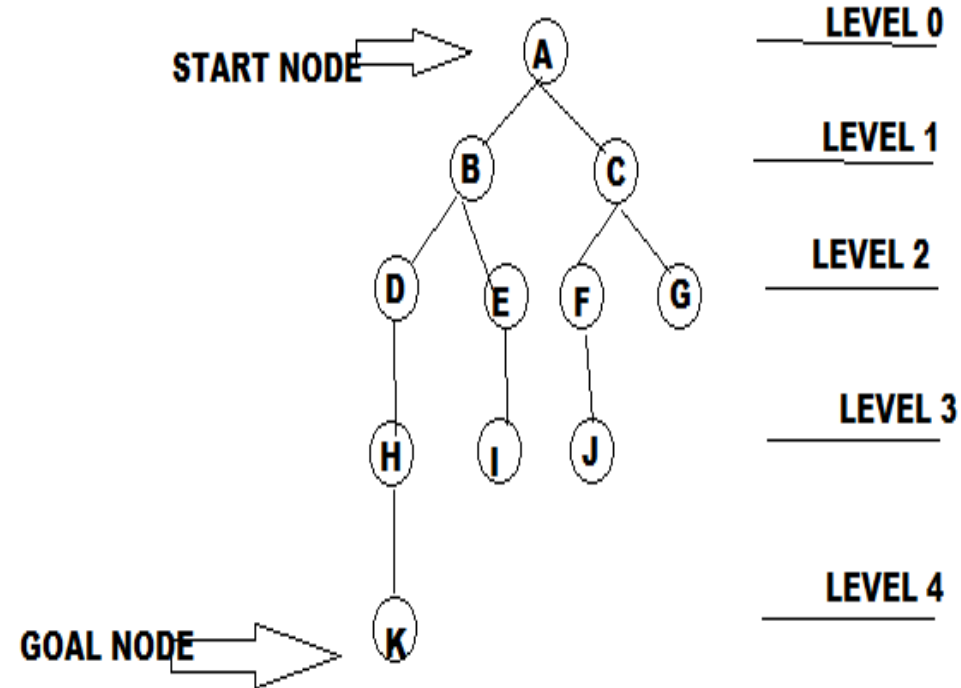 LEVEL 0
START NODE
A
LEVEL 1
B C
LEVEL 2
D E F G
LEVEL 3
H I J
LEVEL 4
GOAL NODE
K